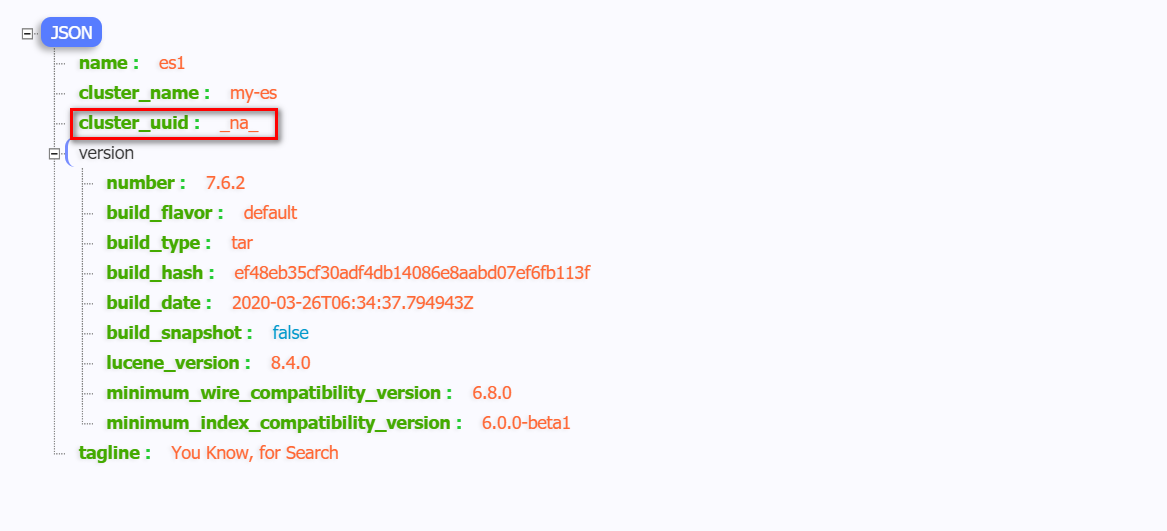 JSON
name : es1
cluster_name : my-es
cluster_uuid : _na_
version
number : 7.6.2
build_flavor : default
build_type : tar
build_hash : ef48eb35cf30adf4db14086e8aabd07ef6fb113f
build_date : 2020-03-26T06:34:37.794943Z
build_snapshot : false
lucene_version : 8.4.0
minimum_wire_compatibility_version : 6.8.0
minimum_index_compatibility_version : 6.0.0-beta1
tagline : You Know, for Search